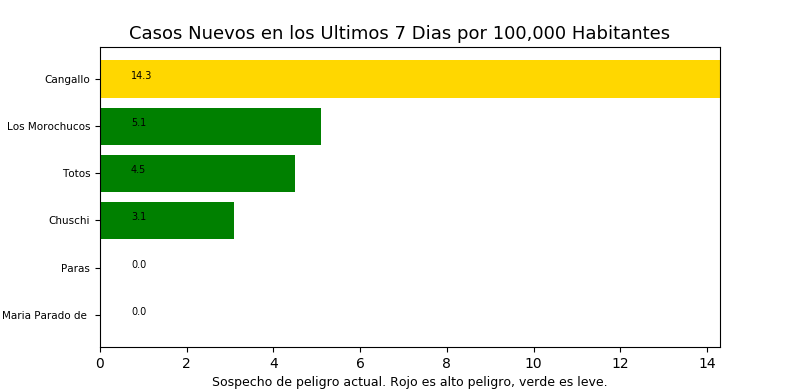 Casos Nuevos en los Ultimos 7 Dias por 100,000 Habitantes
Cangallo 14.3
Los Morochucos 5.1
Totos 4.5
Chuschi 3.1
Paras 0.0
Maria Parado de 0.0
0 2 4 6 8 10 12 14
Sospecho de peligro actual. Rojo es alto peligro, verde es leve.